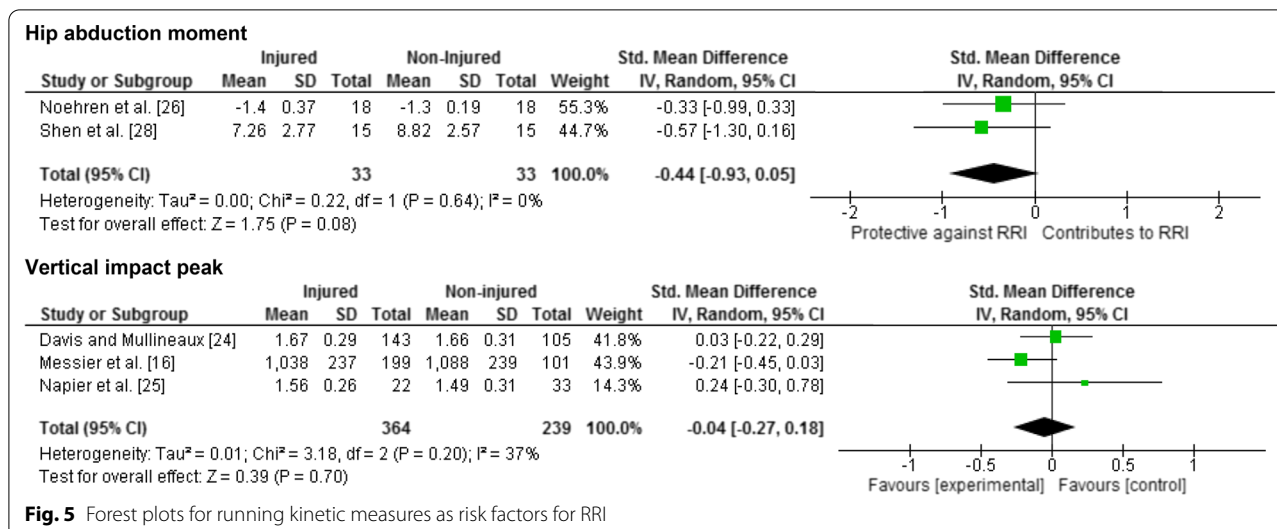 Hip abduction moment
Injured Non-Injured Std. Mean Difference Std. Mean Difference
Study or Subgroup Mean SD Total Mean SD Total Weight IV, Random, 95% CI IV, Random, 95% CI
Noehren et al. [26] -1.4 0.37 18 -1.3 0.19 18 55.3% -0.33 [-0.99, 0.33]
Shen et al. [28] 7.26 2.77 15 8.82 2.57 15 44.7% -0.57 [-1.30, 0.16]
Total (95% CI) 33 33 100.0% -0.44 [-0.93, 0.05]
Heterogeneity: Tau² = 0.00; Chi² = 0.22, df = 1 (P = 0.64); I² = 0%
Test for overall effect: Z = 1.75 (P = 0.08)
-2 -1 0 1 2
Protective against RRI Contributes to RRI
Vertical impact peak
Injured Non-injured Std. Mean Difference Std. Mean Difference
Study or Subgroup Mean SD Total Mean SD Total Weight IV, Random, 95% CI IV, Random, 95% CI
Davis and Mullineaux [24] 1.67 0.29 143 1.66 0.31 105 41.8% 0.03 [-0.22, 0.29]
Messier et al. [16] 1,038 237 199 1,088 239 101 43.9% -0.21 [-0.45, 0.03]
Napier et al. [25] 1.56 0.26 22 1.49 0.31 33 14.3% 0.24 [-0.30, 0.78]
Total (95% CI) 364 239 100.0% -0.04 [-0.27, 0.18]
Heterogeneity: Tau² = 0.01; Chi² = 3.18, df = 2 (P = 0.20); I² = 37%
Test for overall effect: Z = 0.39 (P = 0.70)
-1 -0.5 0 0.5 1
Favours [experimental] Favours [control]
Fig. 5 Forest plots for running kinetic measures as risk factors for RRI